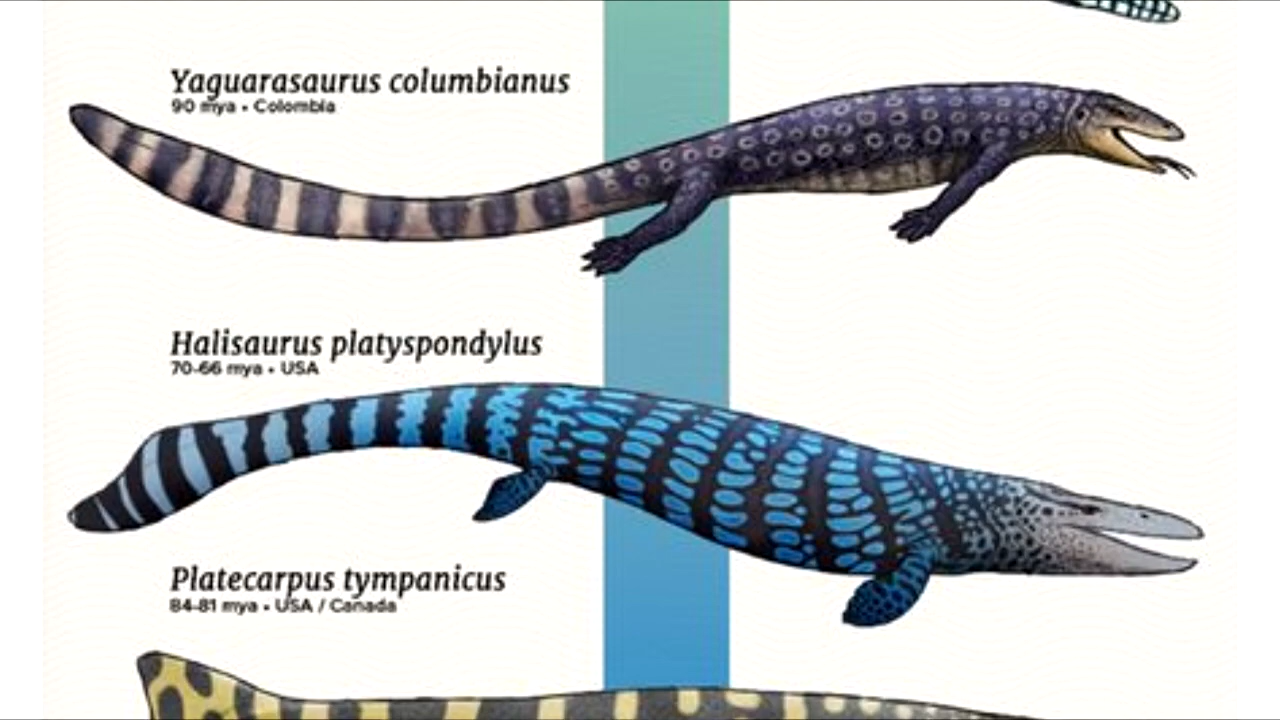 Yaguarasaurus columbianus
90 mya • Colombia
Halisaurus platyspondylus
70-66 mya • USA
Platecarpus tympanicus
84-81 mya • USA / Canada